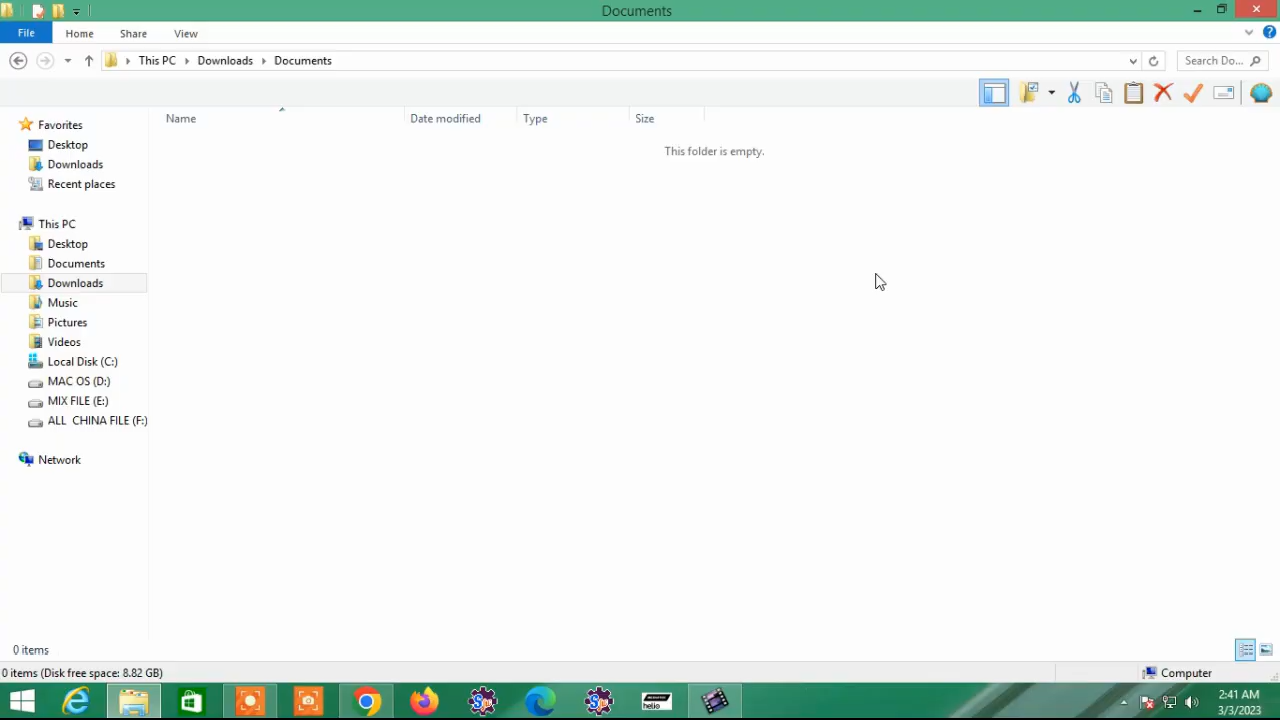 Documents
File
Home
Share
View
This PC
Downloads
Documents
Search Do...
Name
Date modified
Type
Size
This folder is empty.
Favorites
Desktop
Downloads
Recent places
This PC
Desktop
Documents
Downloads
Music
Pictures
Videos
Local Disk (C:)
MAC OS (D:)
MIX FILE (E:)
ALL CHINA FILE (F:)
Network
0 items
0 items (Disk free space: 8.82 GB)
Computer
helio
2:41 AM
3/3/2023